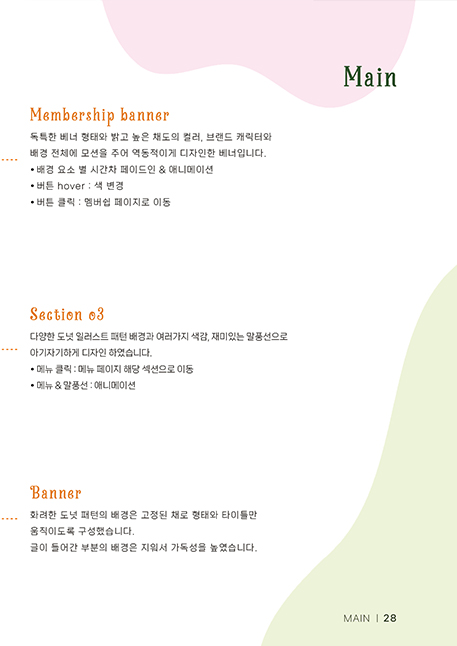 Main
Membership banner
독특한 베너 형태와 밝고 높은 채도의 컬러, 브랜드 캐릭터와
배경 전체에 모션을 주어 역동적이게 디자인한 베너입니다.
• 배경 요소 별 시간차 페이드인 & 애니메이션
• 버튼 hover : 색 변경
• 버튼 클릭 : 멤버쉽 페이지로 이동
Section 03
다양한 도넛 일러스트 패턴 배경과 여러가지 색감, 재미있는 말풍선으로
아기자기하게 디자인 하였습니다.
• 메뉴 클릭 : 메뉴 페이지 해당 섹션으로 이동
• 메뉴 & 말풍선 : 애니메이션
Banner
화려한 도넛 패턴의 배경은 고정된 채로 형태와 타이틀만
움직이도록 구성했습니다.
글이 들어간 부분의 배경은 지워서 가독성을 높였습니다.
MAIN | 28